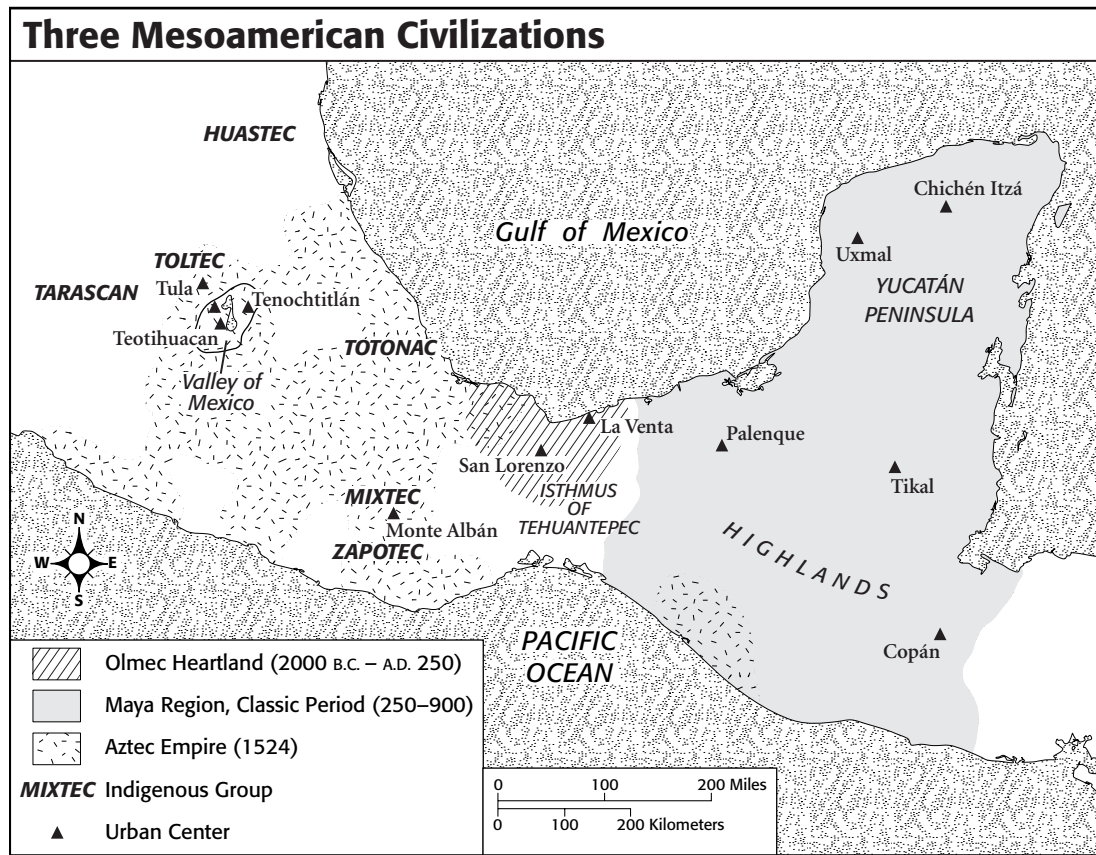 Three Mesoamerican Civilizations
HUASTEC
Chichén Itzá
Gulf of Mexico
Uxmal
TOLTEC
YUCATÁN
PENINSULA
TARASCAN
Tula
Tenochtitlán
Teotihuacan
TOTONAC
Valley of
Mexico
La Venta
Palenque
San Lorenzo
Tikal
ISTHMUS
OF
TEHUANTEPEC
MIXTEC
Monte Albán
ZAPOTEC
HIGHLANDS
N
W
E
S
PACIFIC
OCEAN
Copán
Olmec Heartland (2000 B.C. – A.D. 250)
Maya Region, Classic Period (250–900)
Aztec Empire (1524)
MIXTEC Indigenous Group
Urban Center
0 100 200 Miles
0 100 200 Kilometers